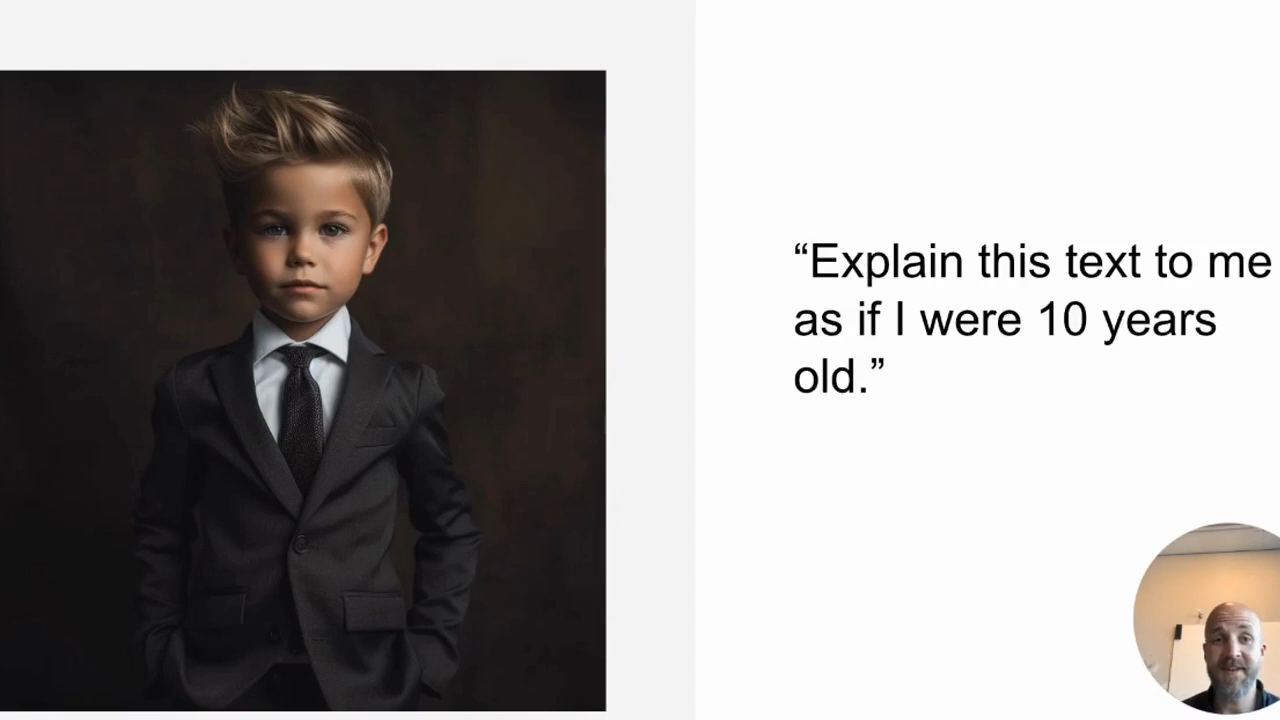 “Explain this text to me
as if I were 10 years
old.”